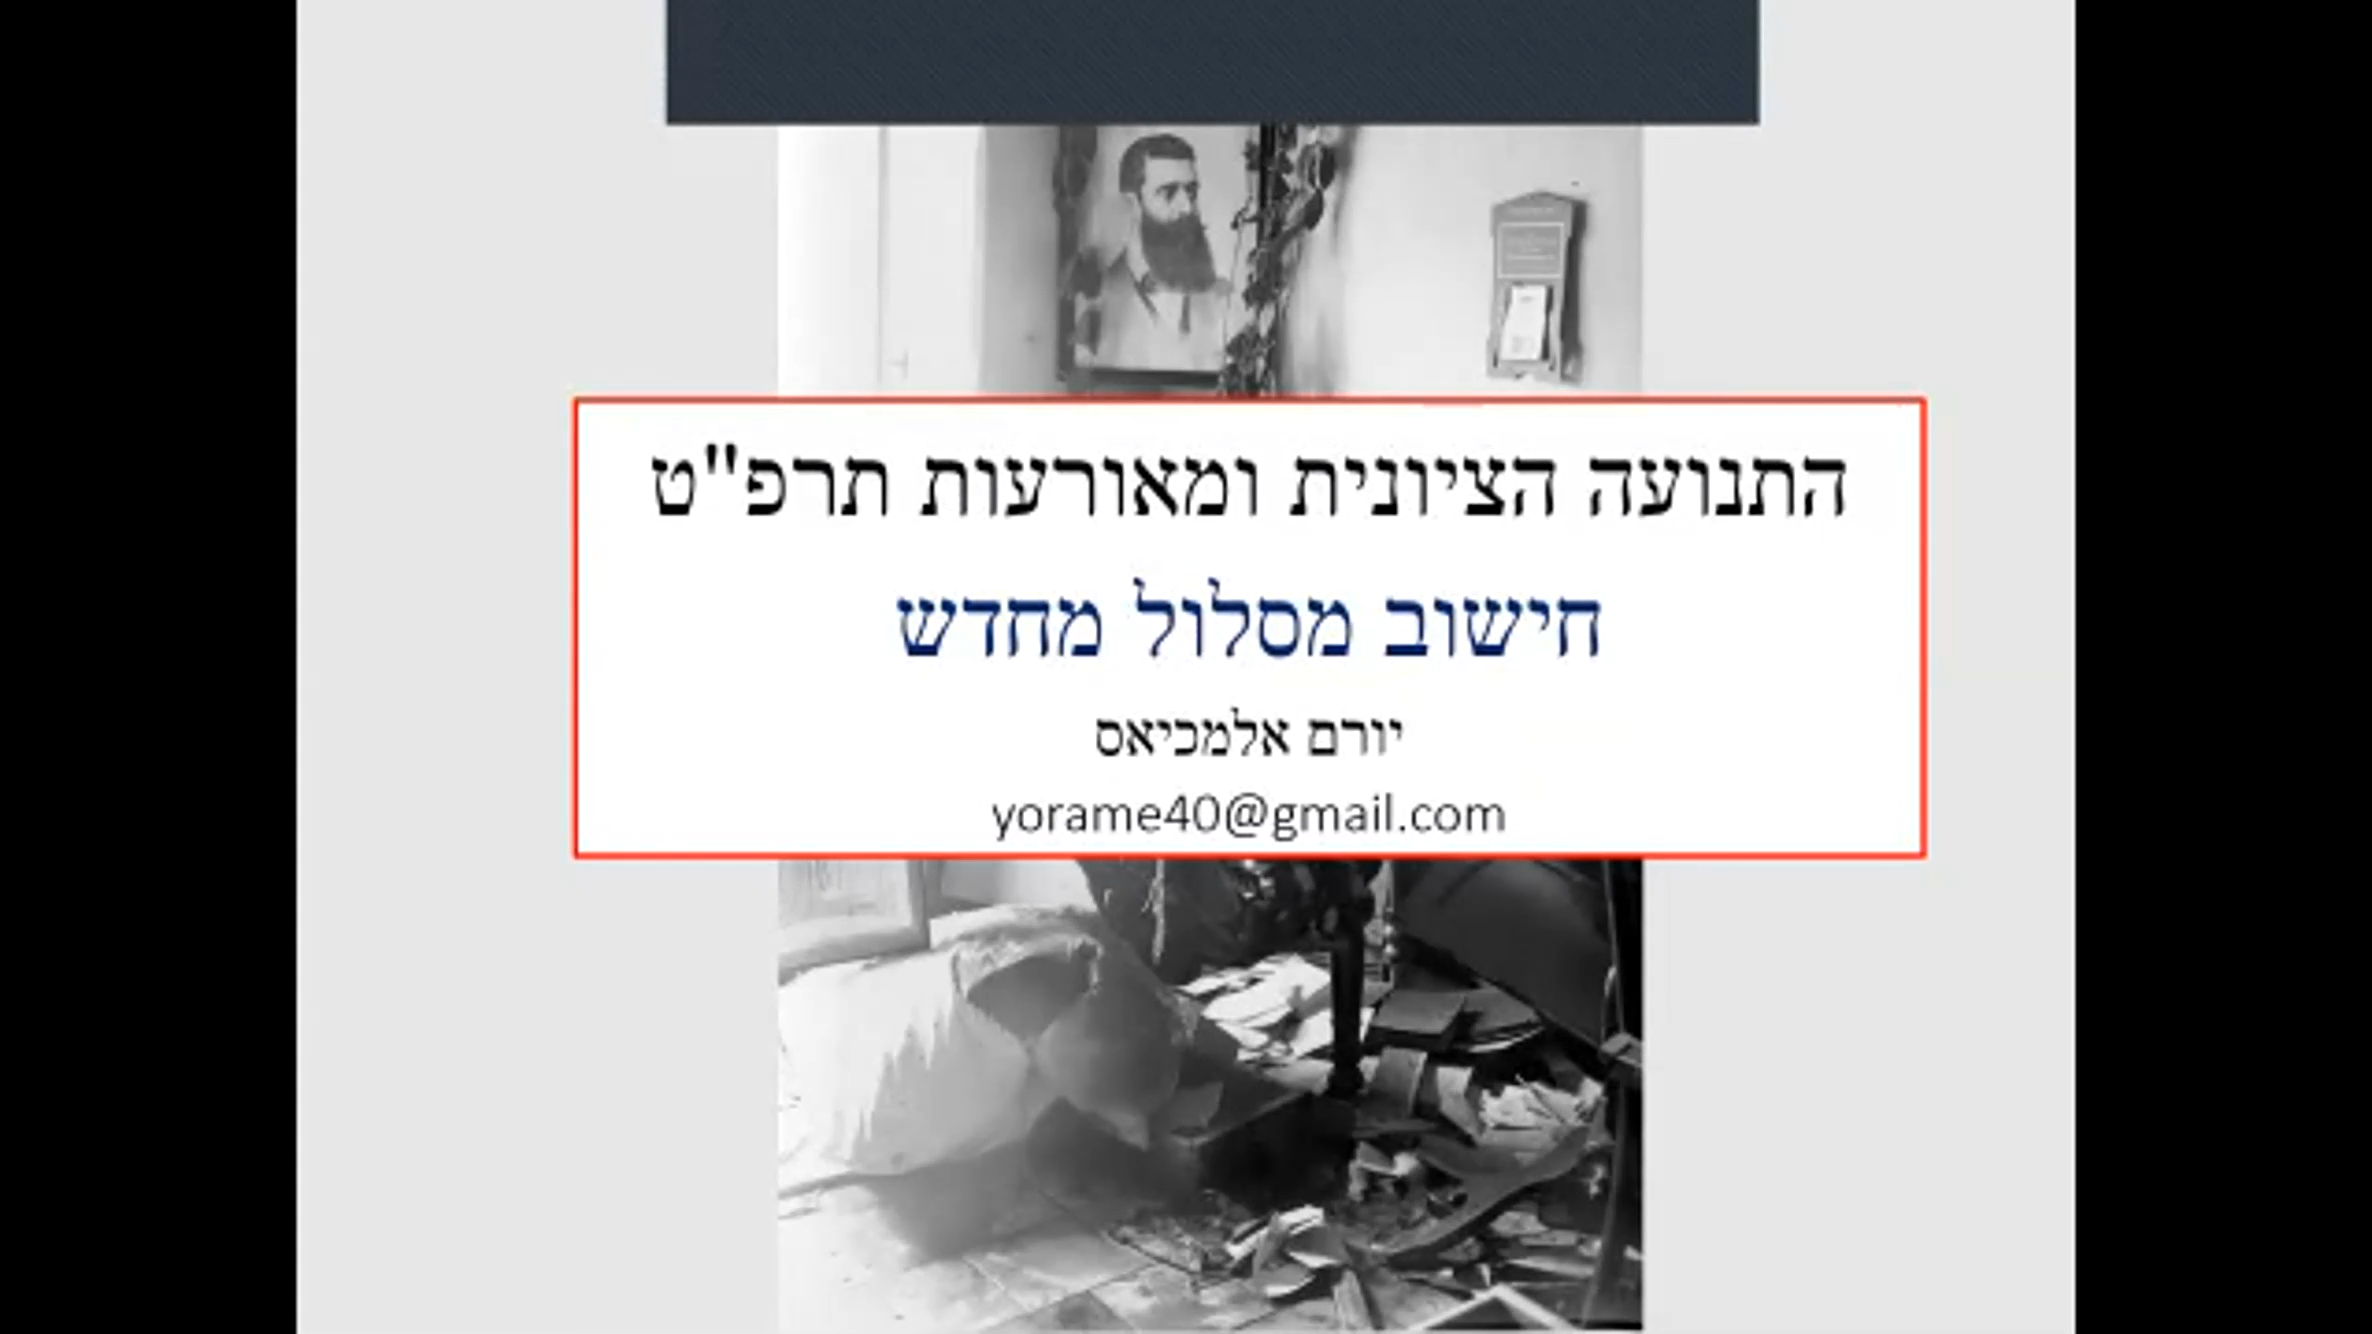 התנועה הציונית ומאורעות תרפ"ט
חישוב מסלול מחדש
יורם אלמכיאס
yorame40@gmail.com